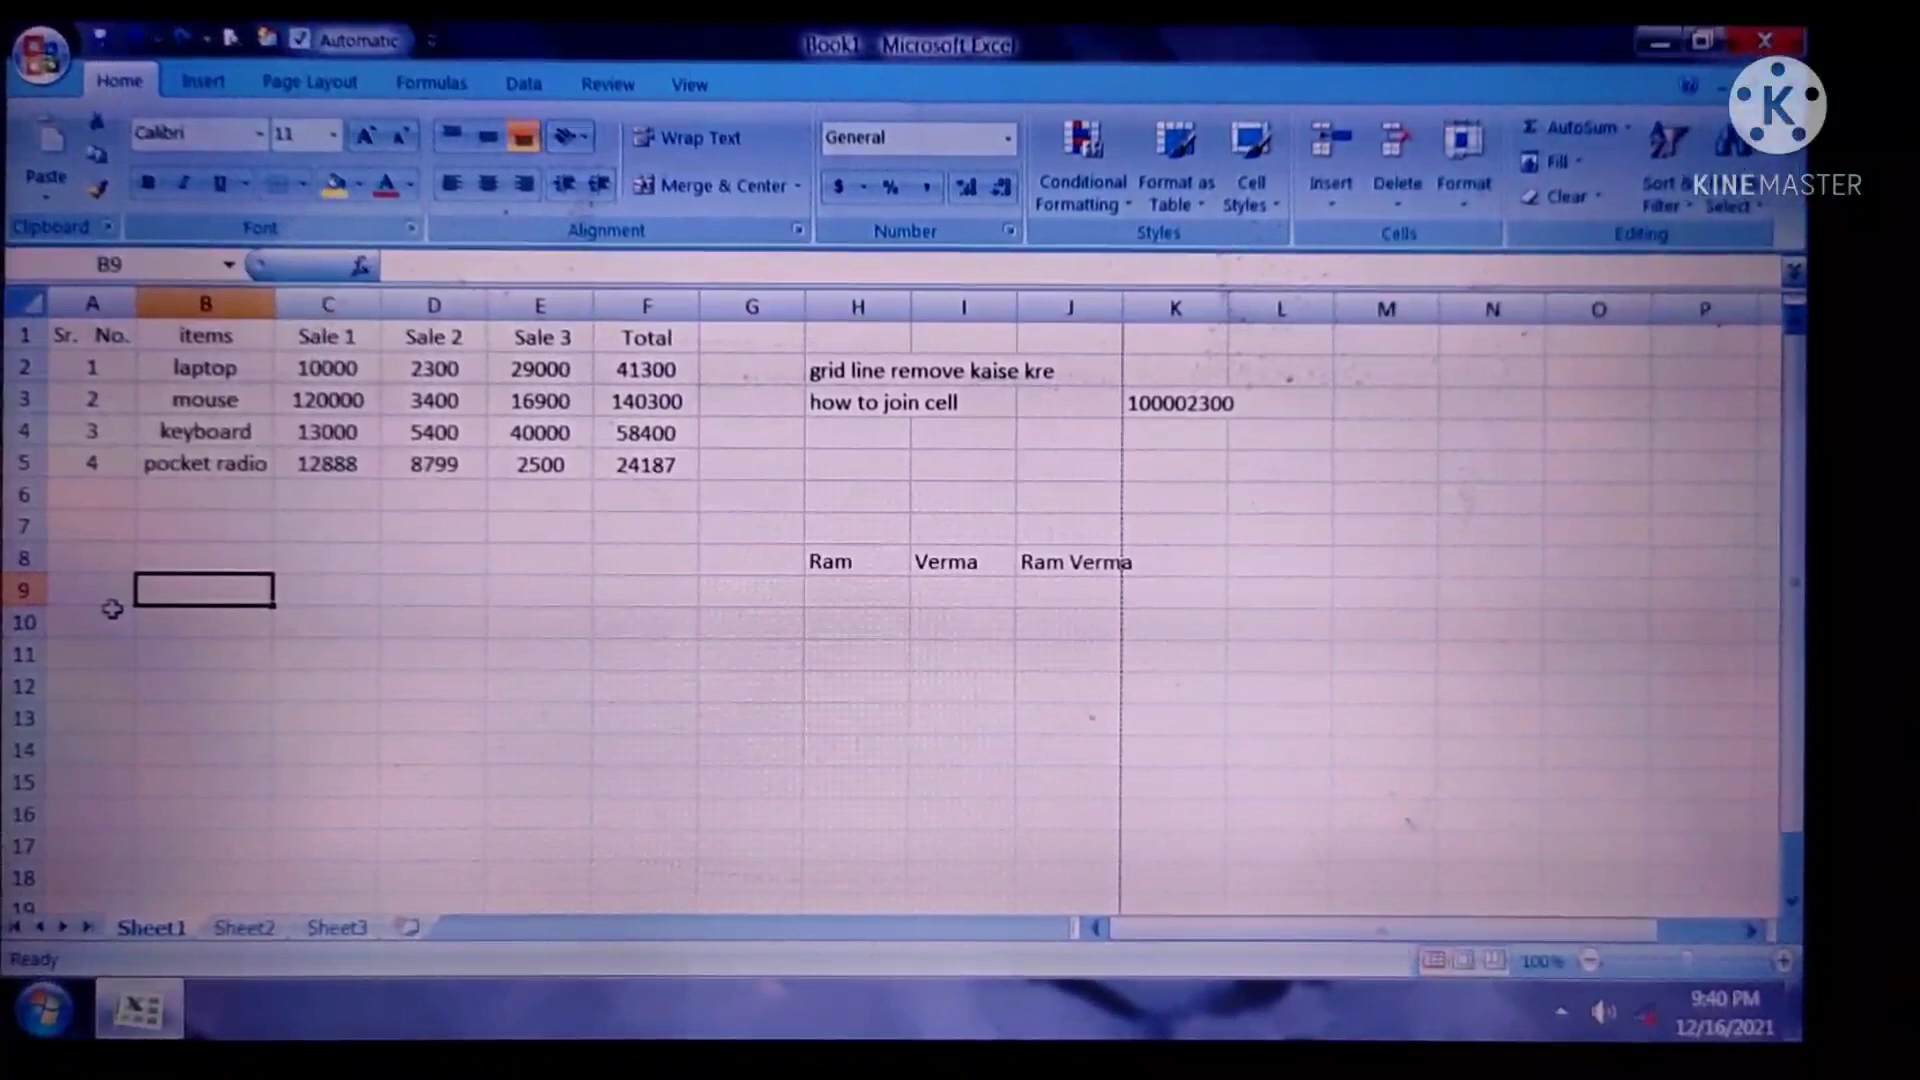 Automatic
Book1 - Microsoft Excel
Home Insert Page Layout Formulas Data Review View
Calibri 11 Wrap Text General AutoSum
Paste Merge & Center $ % , Conditional Formatting Format as Table Cell Styles Insert Delete Format Fill Clear Sort & Filter Select
KINEMASTER
Clipboard Font Alignment Number Styles Cells Editing
B9 fx
A B C D E F G H I J K L M N O P
1 Sr. No. items Sale 1 Sale 2 Sale 3 Total
2 1 laptop 10000 2300 29000 41300 grid line remove kaise kre
3 2 mouse 120000 3400 16900 140300 how to join cell 100002300
4 3 keyboard 13000 5400 40000 58400
5 4 pocket radio 12888 8799 2500 24187
6
7
8 Ram Verma Ram Verma
9
10
11
12
13
14
15
16
17
18
19
Sheet1 Sheet2 Sheet3
Ready 100%
9:40 PM
12/16/2021